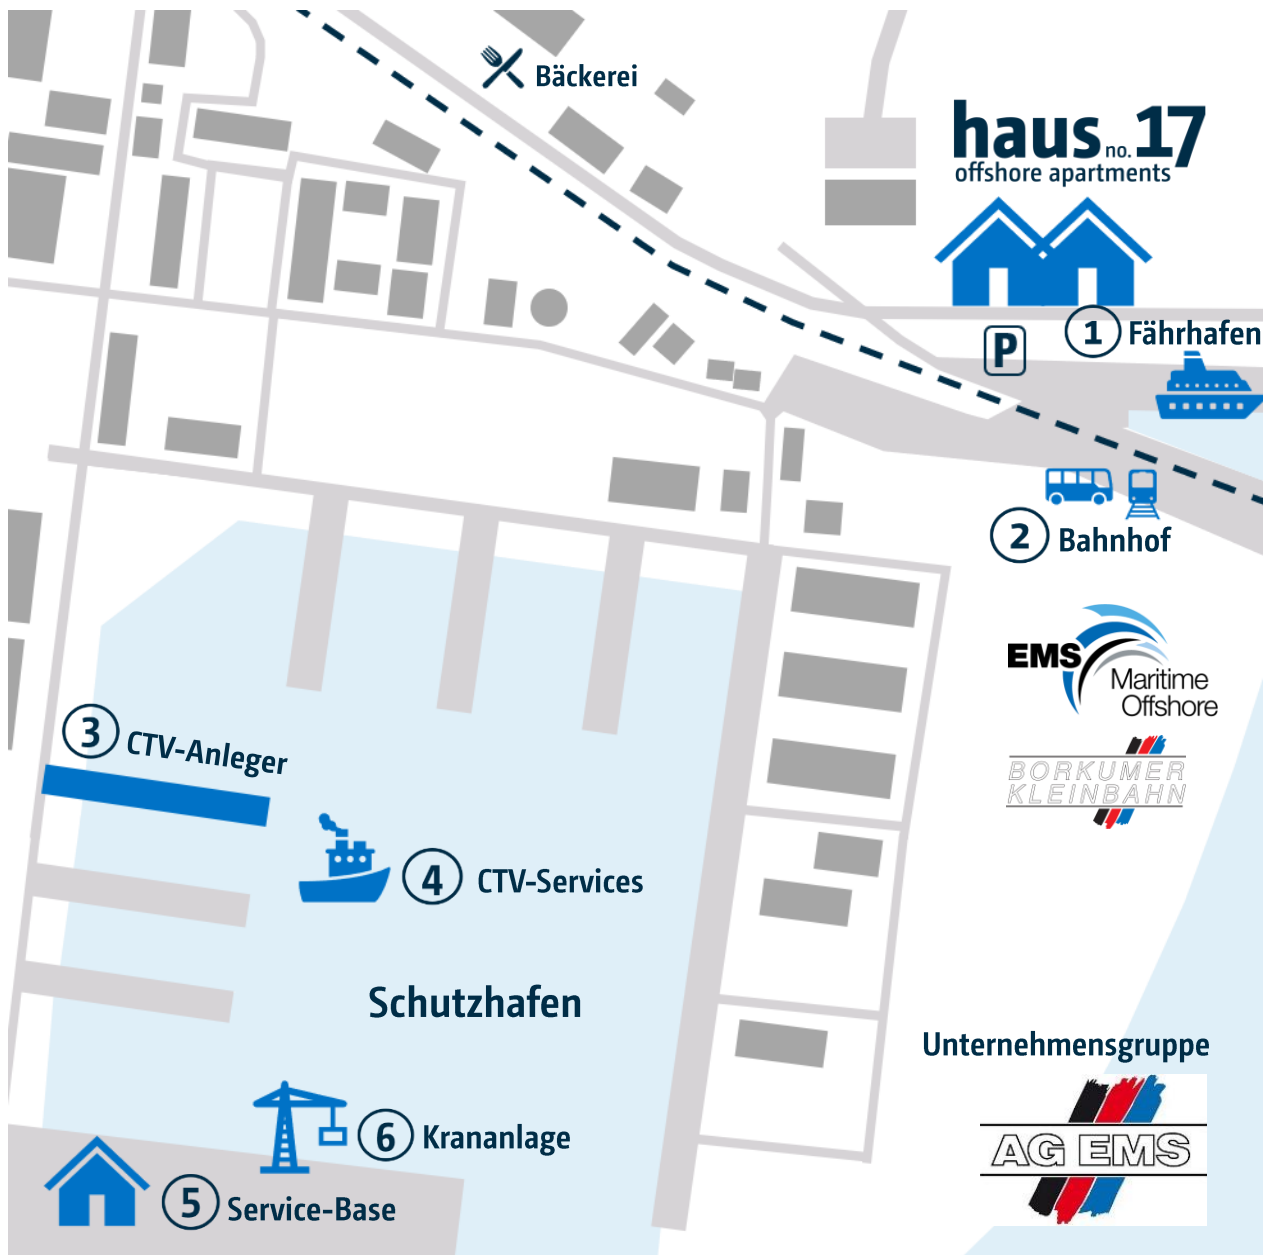 Bäckerei
haus no. 17
offshore apartments
P
1 Fährhafen
2 Bahnhof
EMS
Maritime
Offshore
BORKUMER
KLEINBAHN
3 CTV-Anleger
4 CTV-Services
Schutzhafen
Unternehmensgruppe
AG EMS
6 Krananlage
5 Service-Base